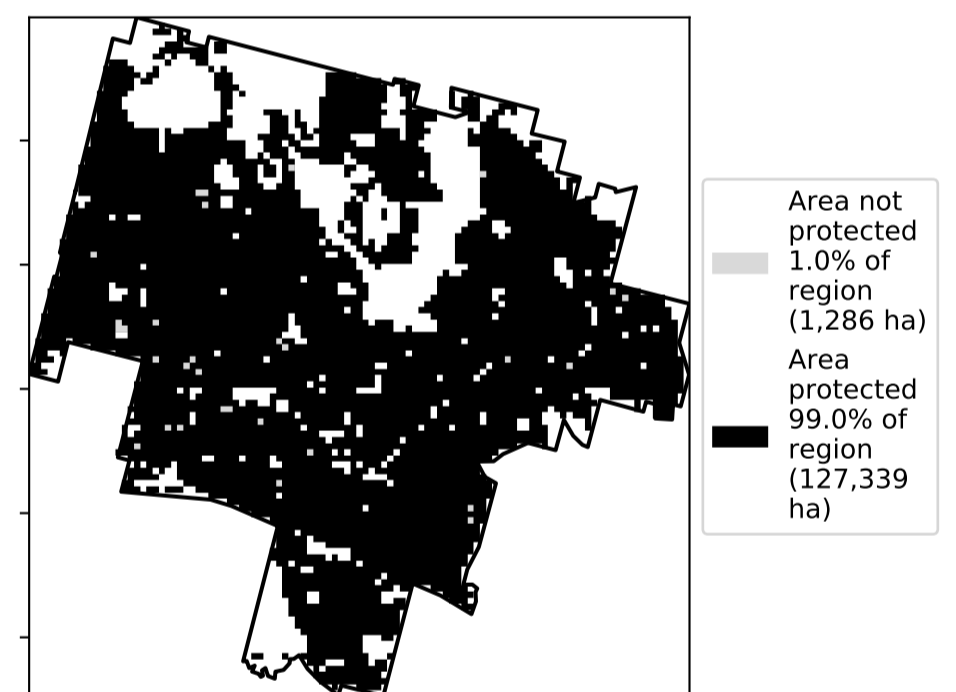 Area not
protected
1.0% of
region
(1,286 ha)
Area
protected
99.0% of
region
(127,339
ha)